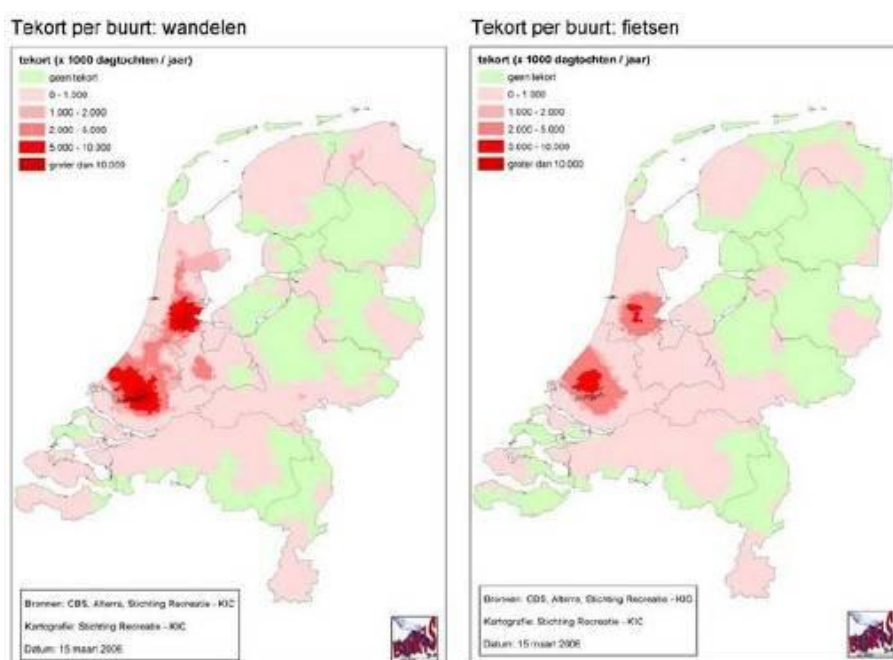 Tekort per buurt: wandelen
tekort (x 1000 dagtochten / jaar)
geen tekort
0 - 1.000
1.000 - 2.000
2.000 - 5.000
5.000 - 10.000
groter dan 10.000
Bronnen: CBS, Alterra, Stichting Recreatie - KIC
Kartografie: Stichting Recreatie - KIC
Datum: 15 maart 2006
Tekort per buurt: fietsen
tekort (x 1000 dagtochten / jaar)
geen tekort
0 - 1.000
1.000 - 2.000
2.000 - 5.000
5.000 - 10.000
groter dan 10.000
Bronnen: CBS, Alterra, Stichting Recreatie - KIC
Kartografie: Stichting Recreatie - KIC
Datum: 15 maart 2006